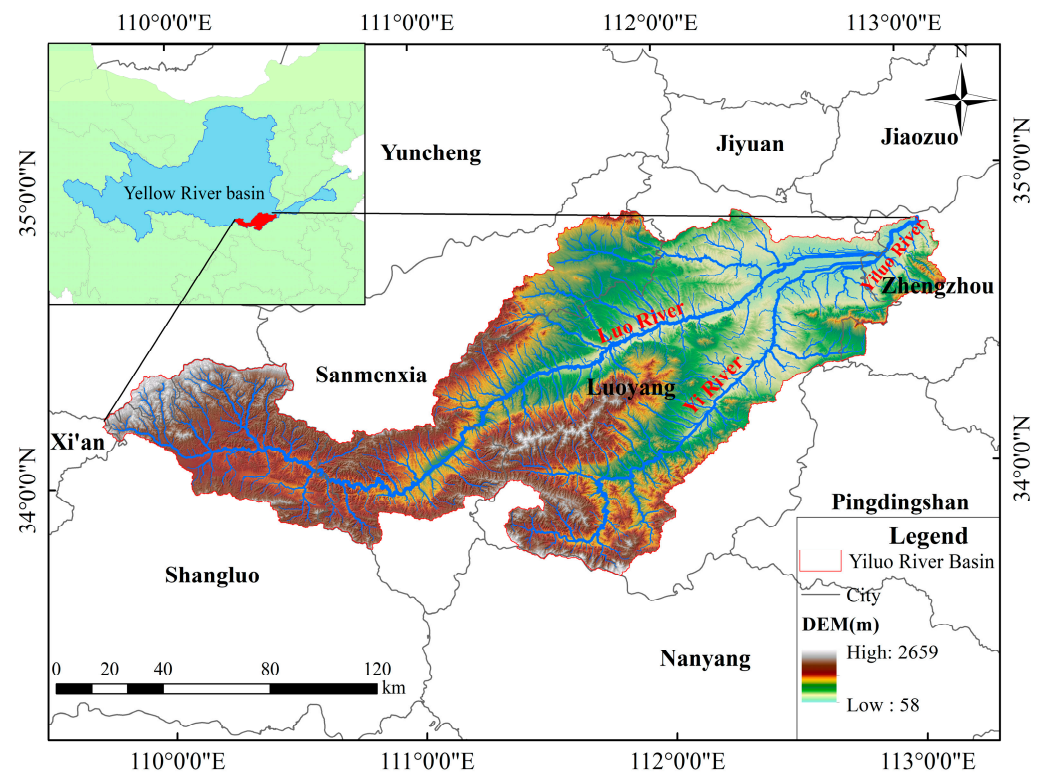 110°0'0"E 111°0'0"E 112°0'0"E 113°0'0"E
N
35°0'0"N
35°0'0"N
Yuncheng
Jiyuan
Jiaozuo
Yellow River basin
Yiluo River
Zhengzhou
Luo River
Sanmcnxia
Luoyang
Yi River
Xi'an
34°0'0"N
34°0'0"N
Pingdingshan
Shangluo
Nanyang
Legend
Yiluo River Basin
City
DEM(m)
High: 2659
Low : 58
0 20 40 80 120
km
110°0'0"E 111°0'0"E 112°0'0"E 113°0'0"E